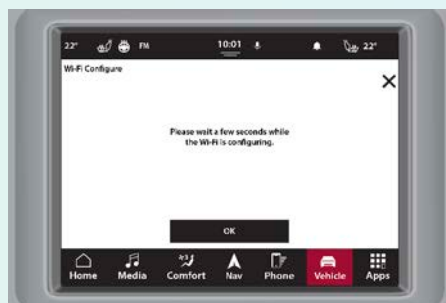 22° FM 10:01 22°
Wi-Fi Configure
Please wait a few seconds while
the Wi-Fi is configuring.
OK
Home Media Comfort Nav Phone Vehicle Apps